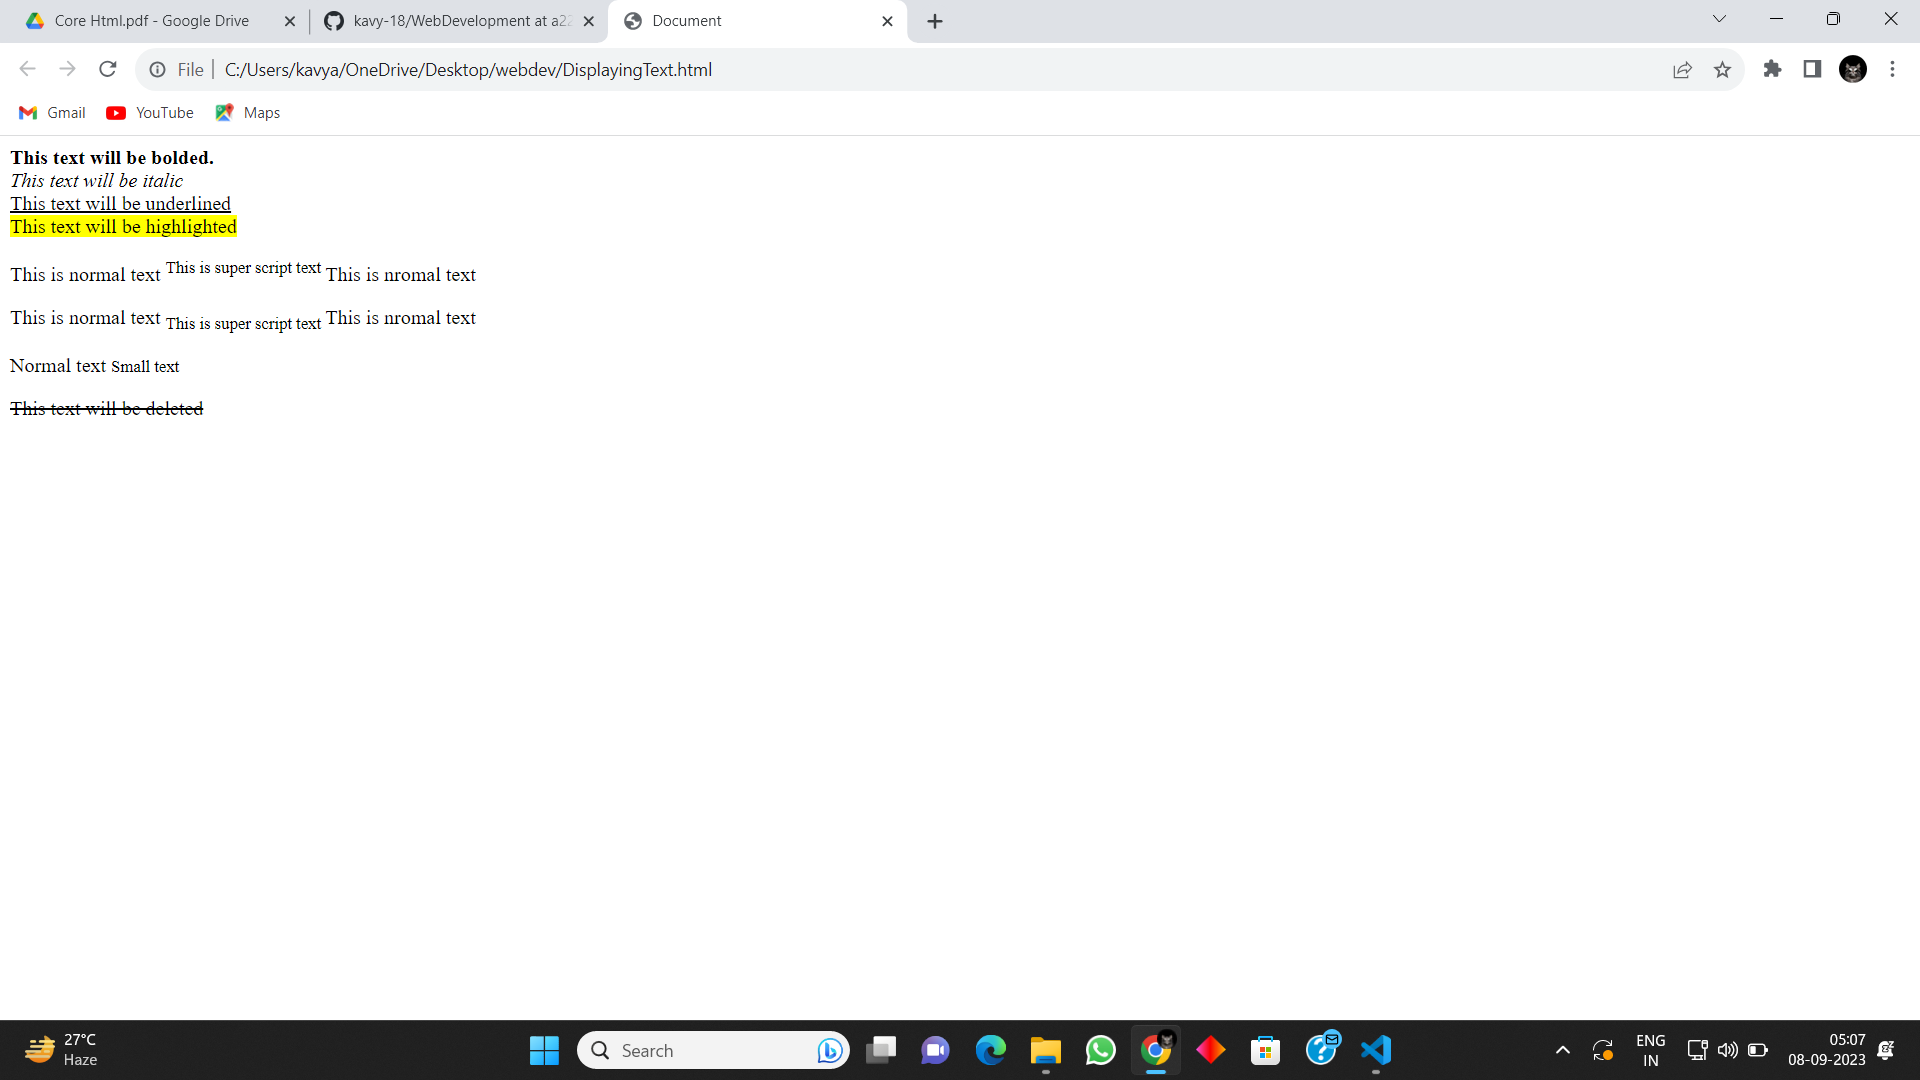 Core Html.pdf - Google Drive
kavy-18/WebDevelopment at a22
Document
File
C:/Users/kavya/OneDrive/Desktop/webdev/DisplayingText.html
Gmail YouTube Maps
This text will be bolded.
This text will be italic
This text will be underlined
This text will be highlighted
This is normal text This is super script text This is nromal text
This is normal text This is super script text This is nromal text
Normal text Small text
This text will be deleted
27°C
Haze
Search
ENG
IN
05:07
08-09-2023